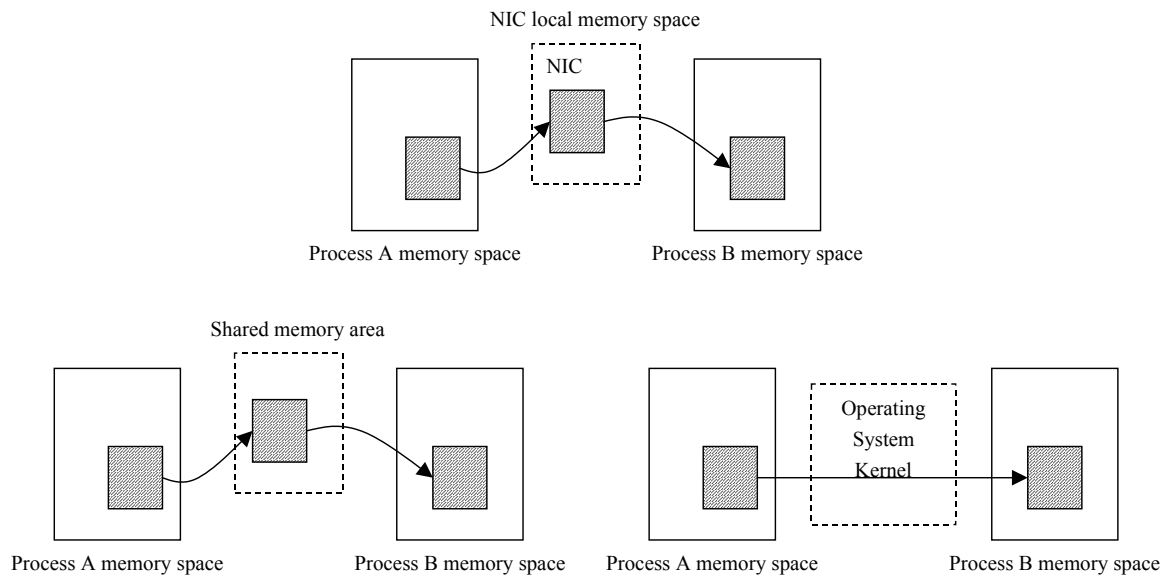 NIC local memory space
NIC
Process A memory space
Process B memory space
Shared memory area
Process A memory space
Process B memory space
Operating
System
Kernel
Process A memory space
Process B memory space